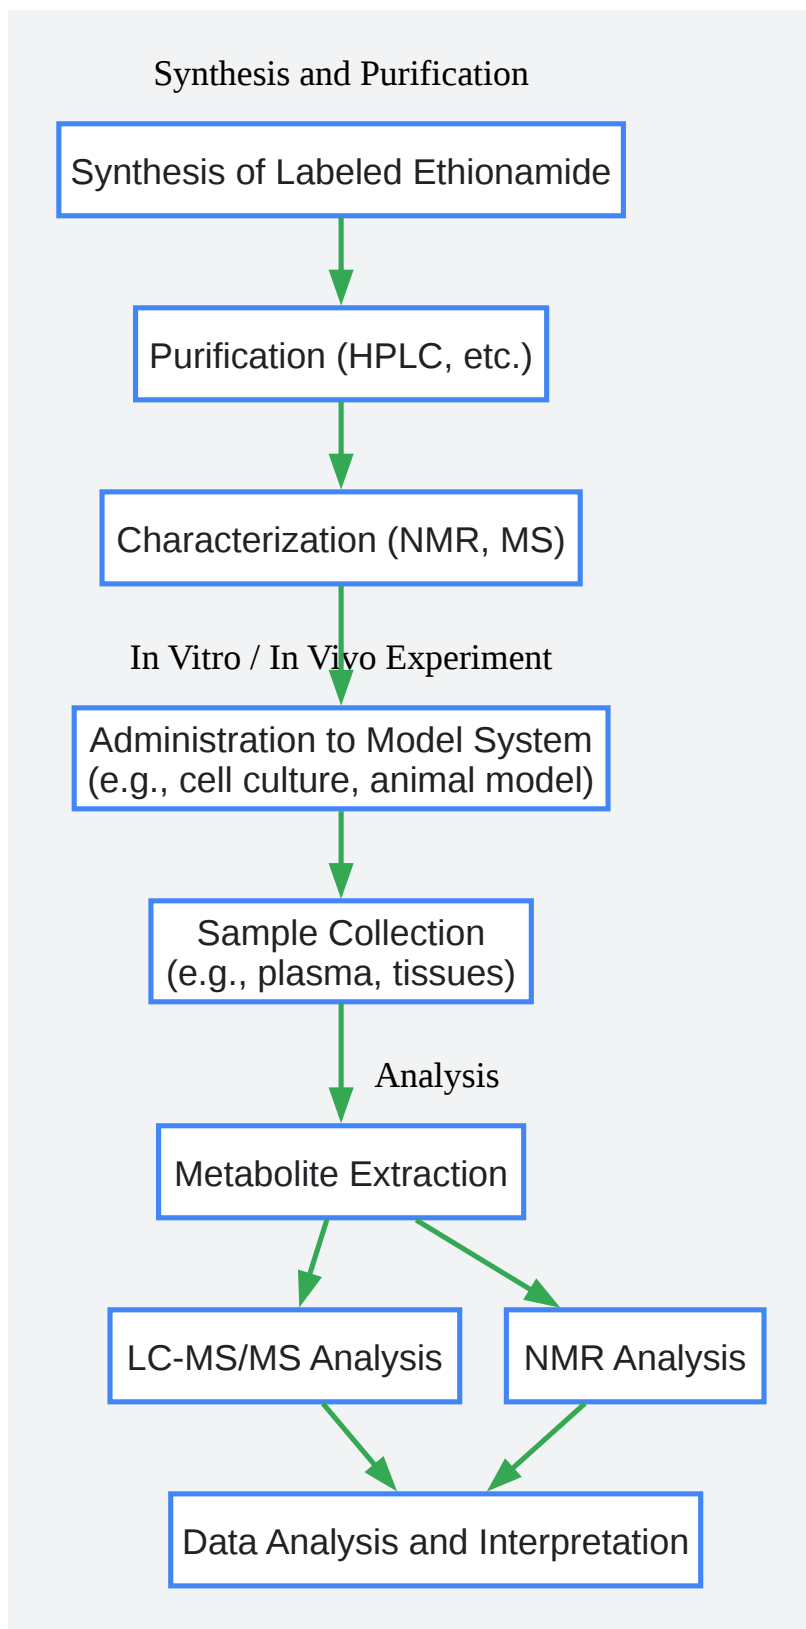 Synthesis and Purification
Synthesis of Labeled Ethionamide
Purification (HPLC, etc.)
Characterization (NMR, MS)
In Vitro / In Vivo Experiment
Administration to Model System
(e.g., cell culture, animal model)
Sample Collection
(e.g., plasma, tissues)
Analysis
Metabolite Extraction
LC-MS/MS Analysis
NMR Analysis
Data Analysis and Interpretation